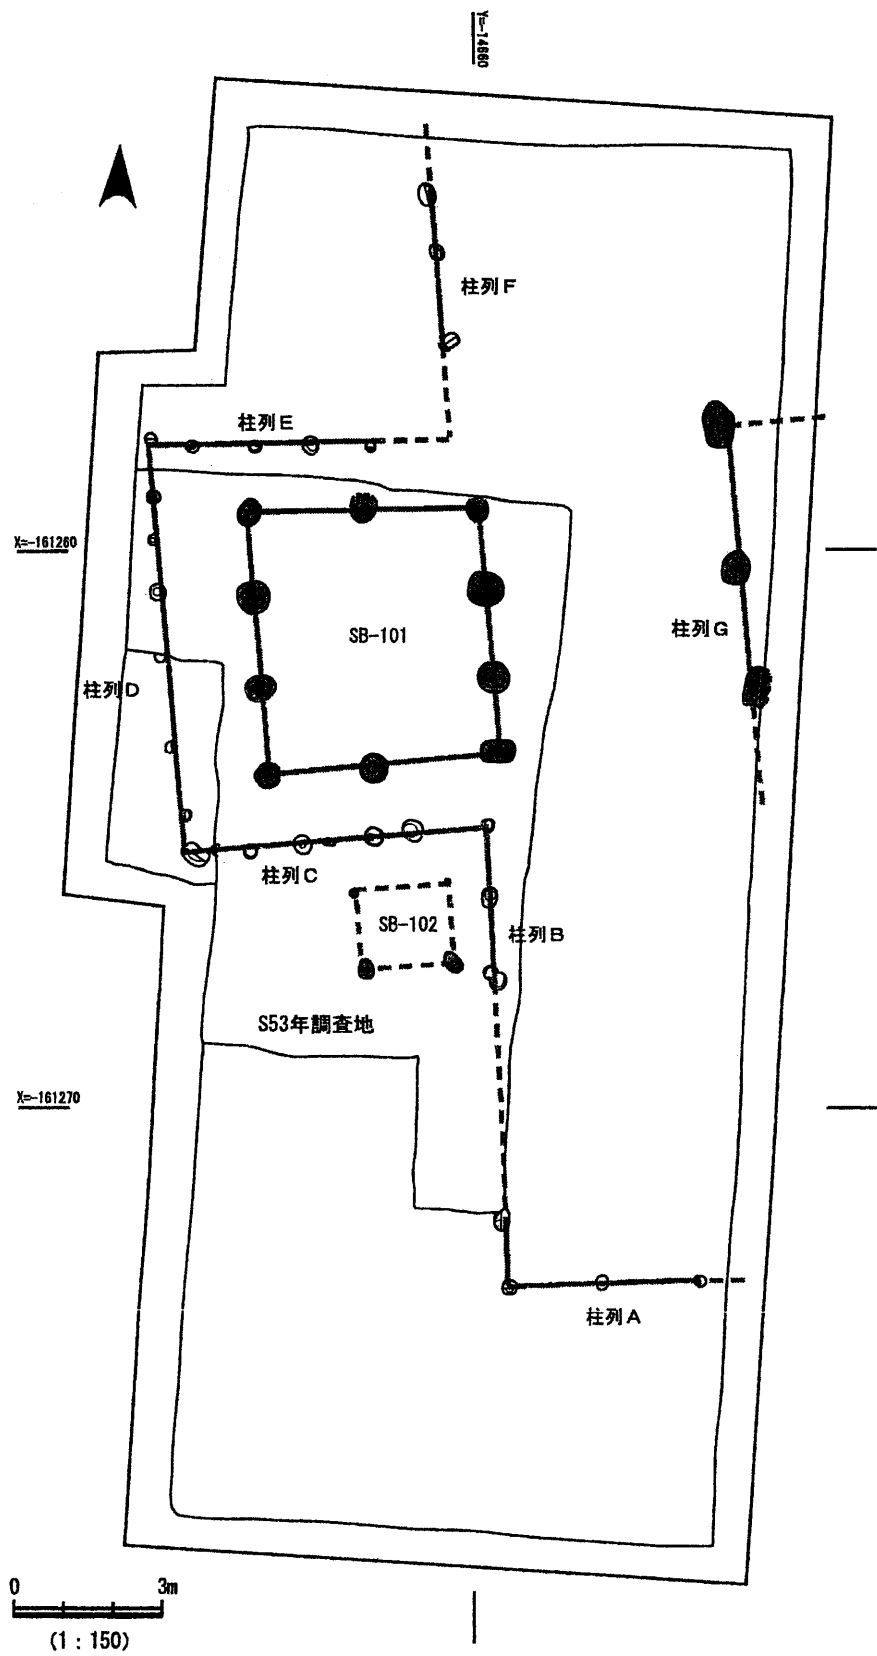 Y=-14660
柱列F
柱列E
X=-161260
SB-101
柱列G
柱列D
柱列C
SB-102
柱列B
S53年調査地
X=-161270
柱列A
0 3m
(1:150)